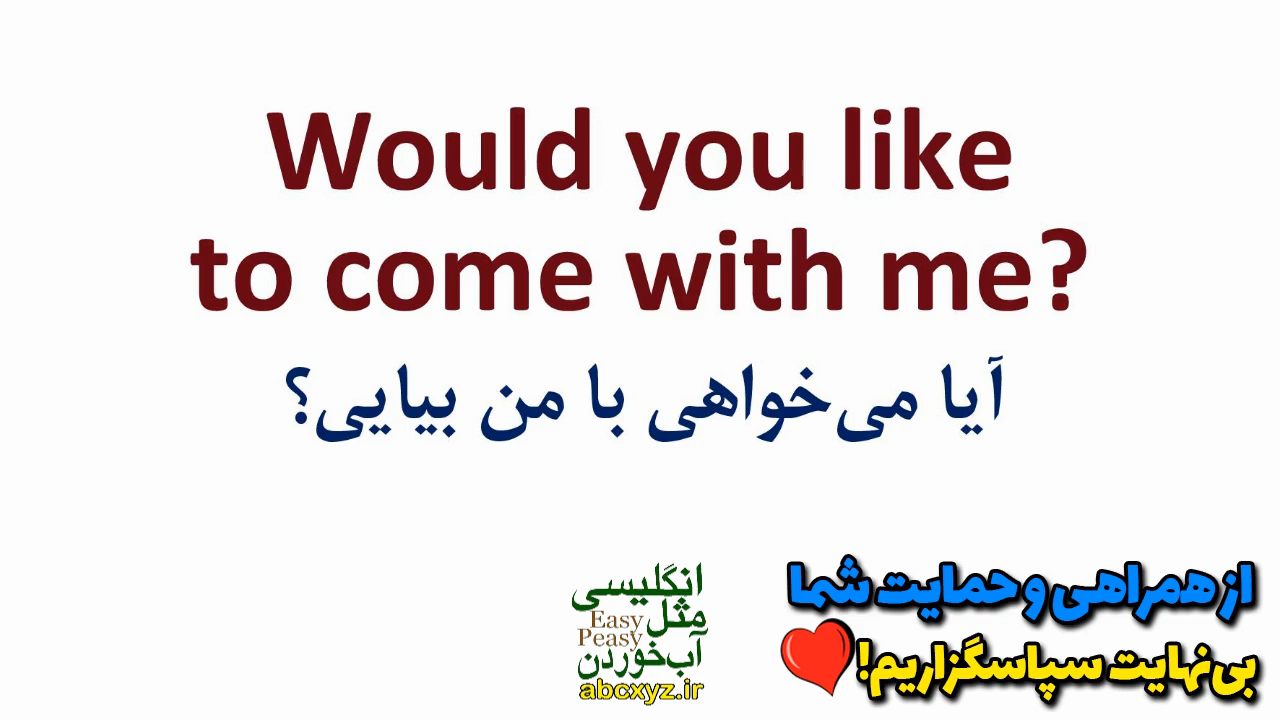 Would you like
to come with me?
آیا می‌خواهی با من بیایی؟
انگلیسی
مثل
Easy
Peasy
آب‌خوردن
abcxyz.ir
از همراهی و حمایت شما
بی‌نهایت سپاسگزاریم!